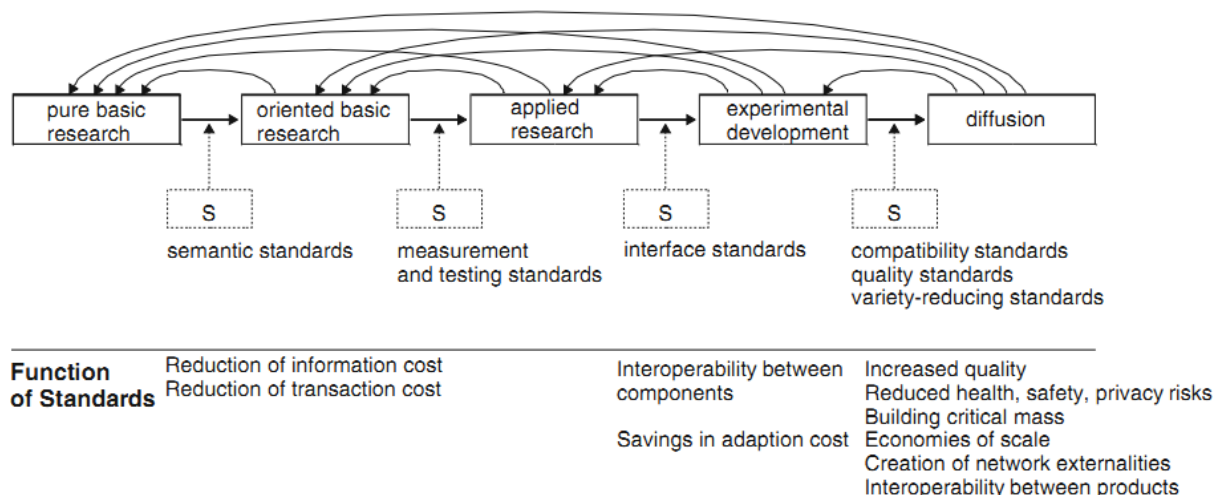 pure basic
research
oriented basic
research
applied
research
experimental
development
diffusion
S
semantic standards
S
measurement
and testing standards
S
interface standards
S
compatibility standards
quality standards
variety-reducing standards
Function
of Standards
Reduction of information cost
Reduction of transaction cost
Interoperability between
components
Savings in adaption cost
Increased quality
Reduced health, safety, privacy risks
Building critical mass
Economies of scale
Creation of network externalities
Interoperability between products